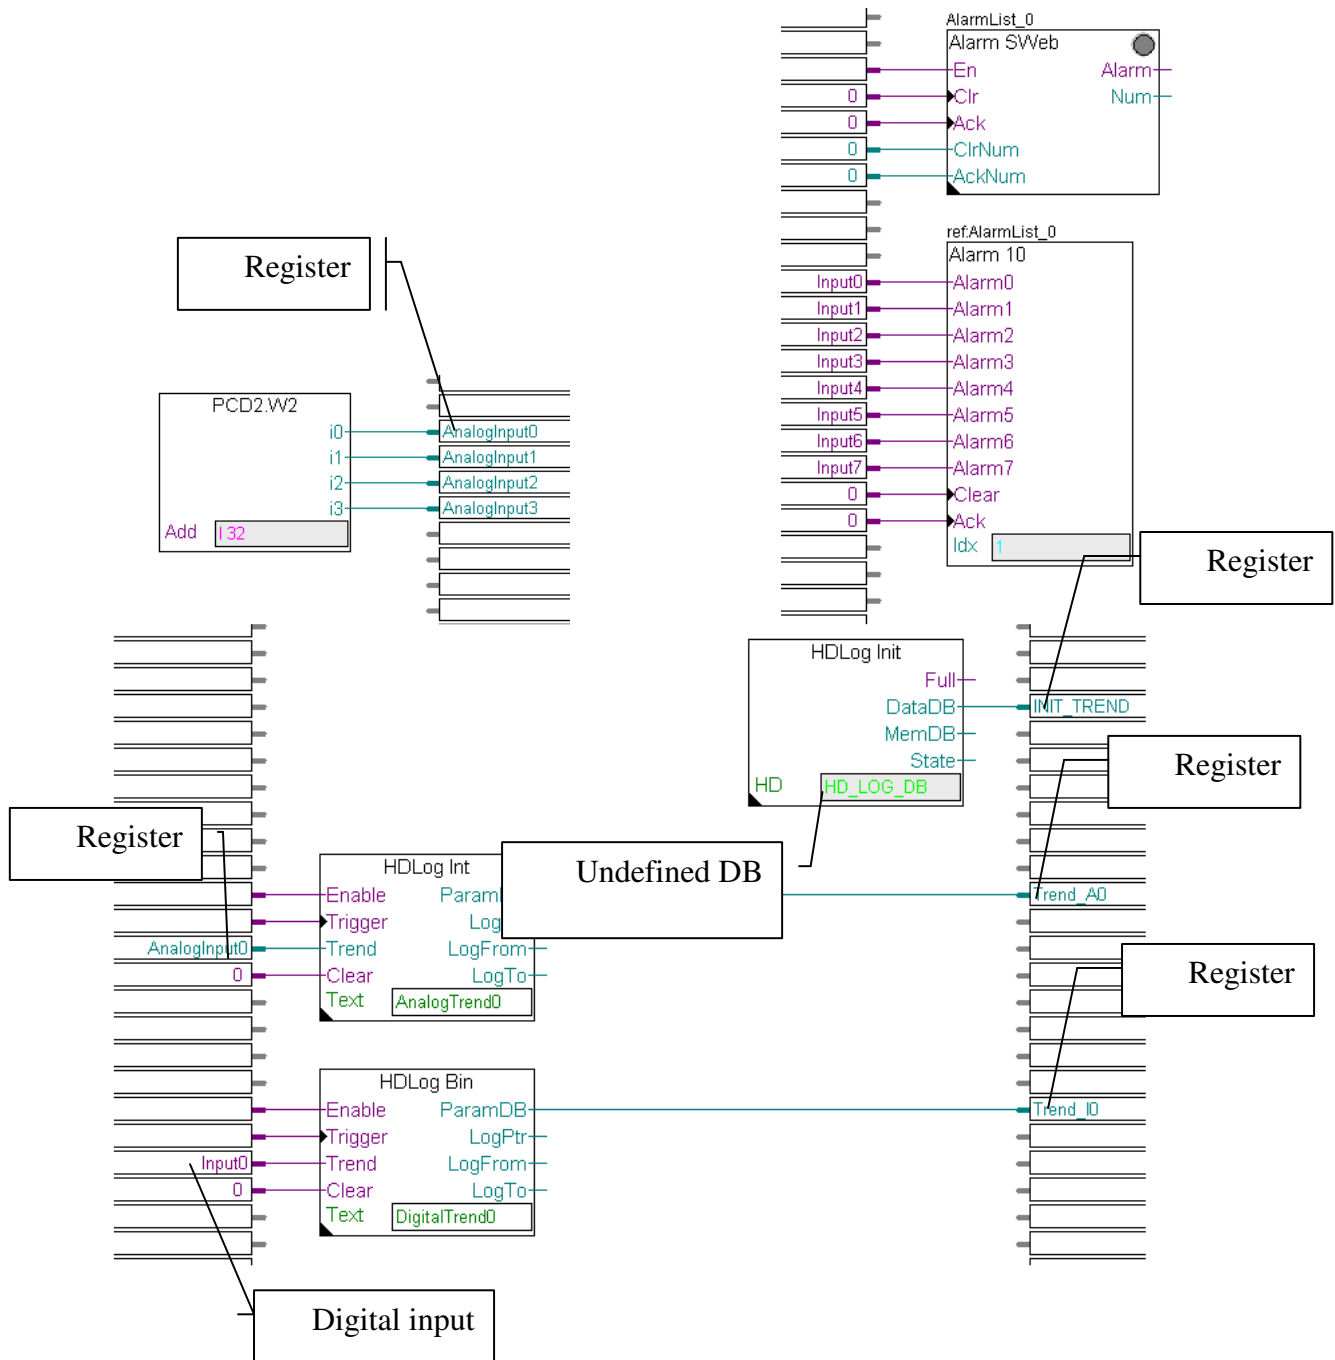 AlarmList_0
Alarm SWeb
En Alarm
0 Clr Num
0 Ack
0 ClrNum
0 AckNum
ref:AlarmList_0
Alarm 10
Input0 Alarm0
Input1 Alarm1
Input2 Alarm2
Input3 Alarm3
Input4 Alarm4
Input5 Alarm5
Input6 Alarm6
Input7 Alarm7
0 Clear
0 Ack
Idx 1
Register
Register
PCD2.W2
i0 AnalogInput0
i1 AnalogInput1
i2 AnalogInput2
i3 AnalogInput3
Add I 32
HDLog Init
Full
DataDB INIT_TREND
MemDB
State
HD HD_LOG_DB
Register
Register
Undefined DB
HDLog Int
Enable Param Trend_A0
Trigger Log
AnalogInput0 Trend LogFrom
0 Clear LogTo
Text AnalogTrend0
Register
HDLog Bin
Enable ParamDB Trend_I0
Trigger LogPtr
Input0 Trend LogFrom
0 Clear LogTo
Text DigitalTrend0
Digital input